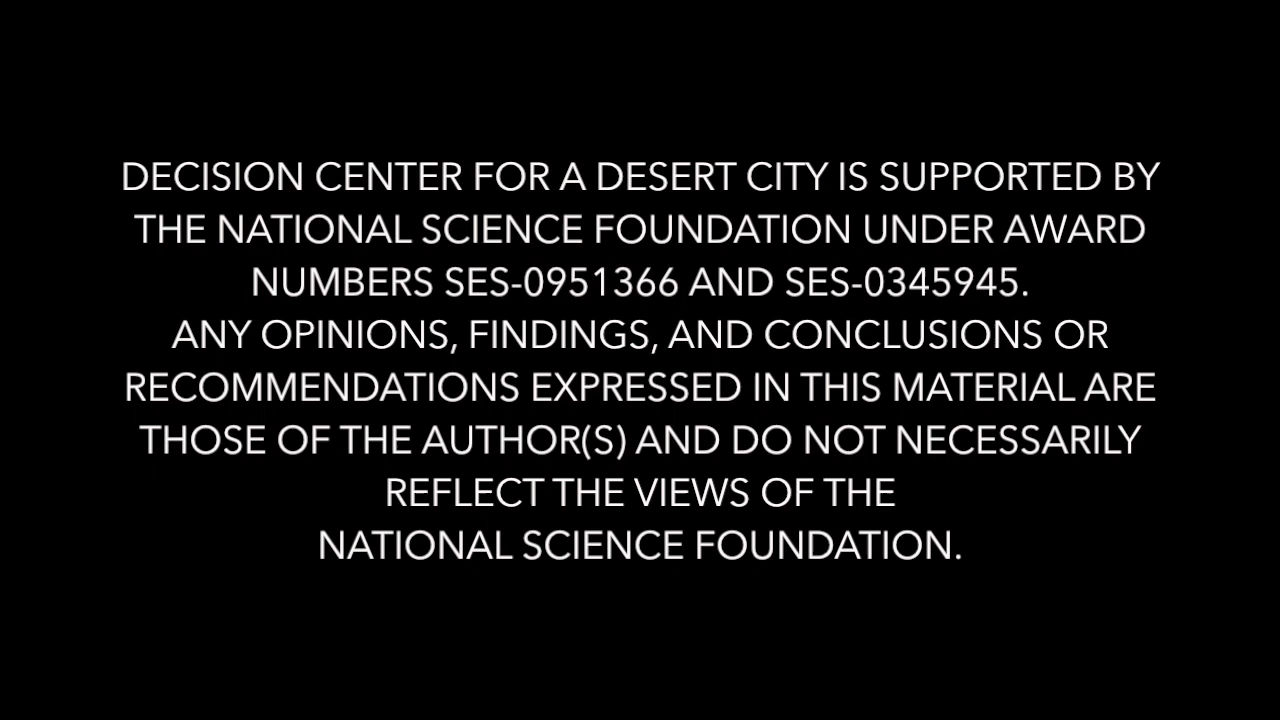 DECISION CENTER FOR A DESERT CITY IS SUPPORTED BY
THE NATIONAL SCIENCE FOUNDATION UNDER AWARD
NUMBERS SES-0951366 AND SES-0345945.
ANY OPINIONS, FINDINGS, AND CONCLUSIONS OR
RECOMMENDATIONS EXPRESSED IN THIS MATERIAL ARE
THOSE OF THE AUTHOR(S) AND DO NOT NECESSARILY
REFLECT THE VIEWS OF THE
NATIONAL SCIENCE FOUNDATION.